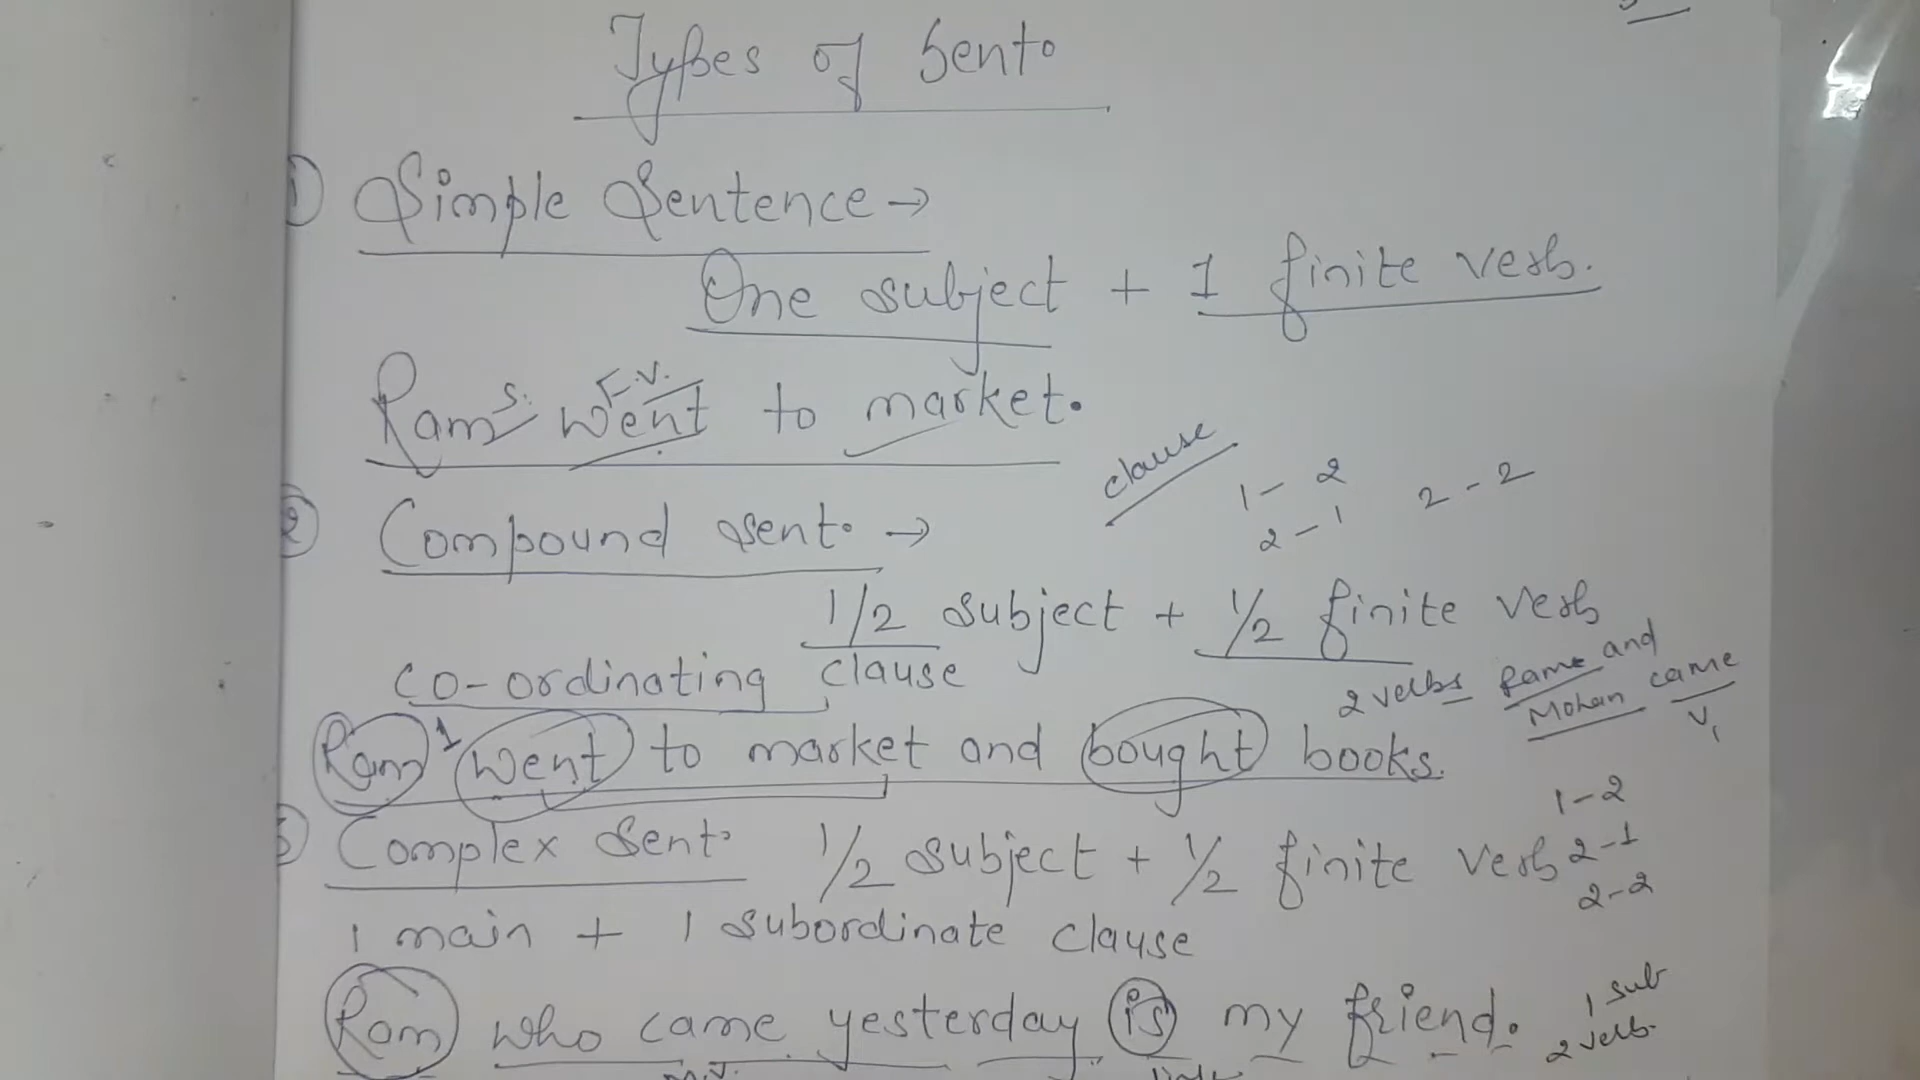 Types of Sent.
① Simple Sentence →
One subject + 1 finite verb.
S. F.V.
Ram went to market.
clause
1 - 2
2 - 1
2 - 2
② Compound sent. →
1/2 subject + 1/2 finite verb
co-ordinating clause
2 verbs Rame and
Mohan came
V1
Ram 1 went to market and bought books.
1-2
3 Complex Sent. 1/2 subject + 1/2 finite verb 2-1
2-2
1 main + 1 subordinate clause
Ram who came yesterday is my friend.
1 sub
2 verb.